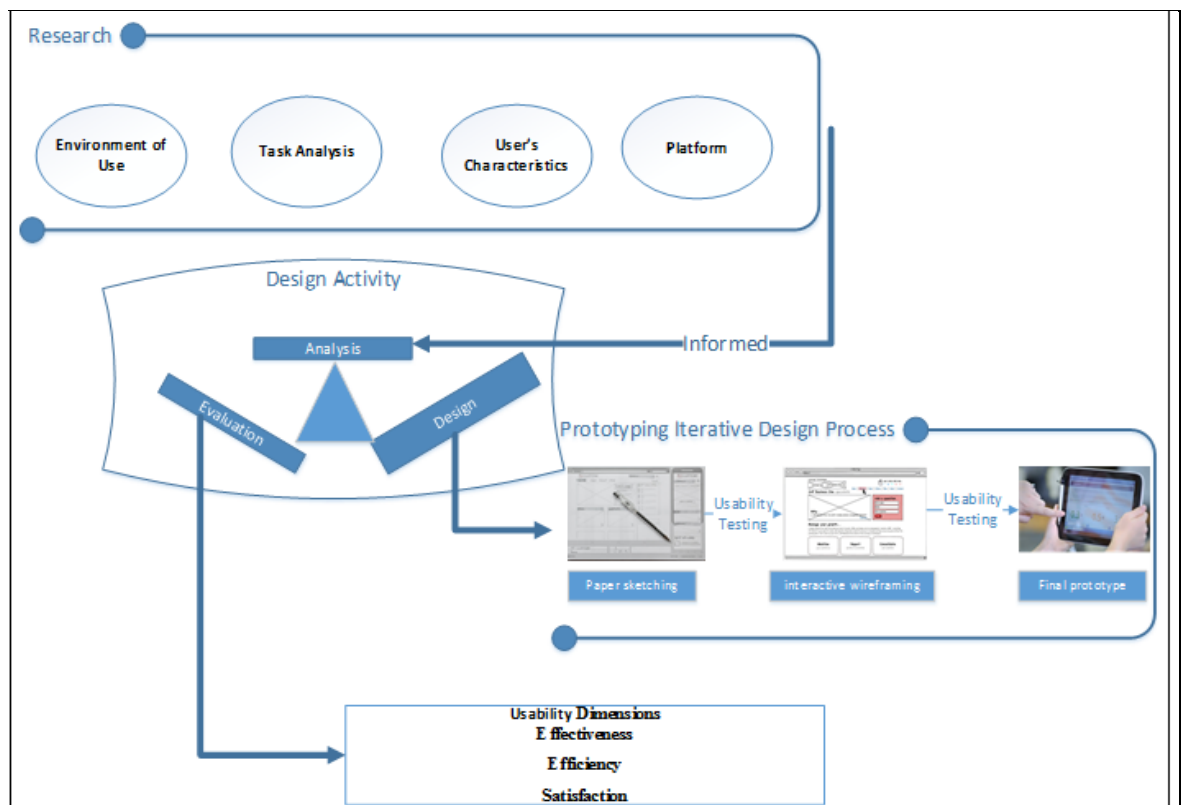 Research
Environment of
Use
Task Analysis
User's
Characteristics
Platform
Design Activity
Analysis
Informed
Evaluation
Design
Prototyping Iterative Design Process
Usability
Testing
Usability
Testing
Paper sketching
interactive wireframing
Final prototype
Usability Dimensions
Effectiveness
Efficiency
Satisfaction